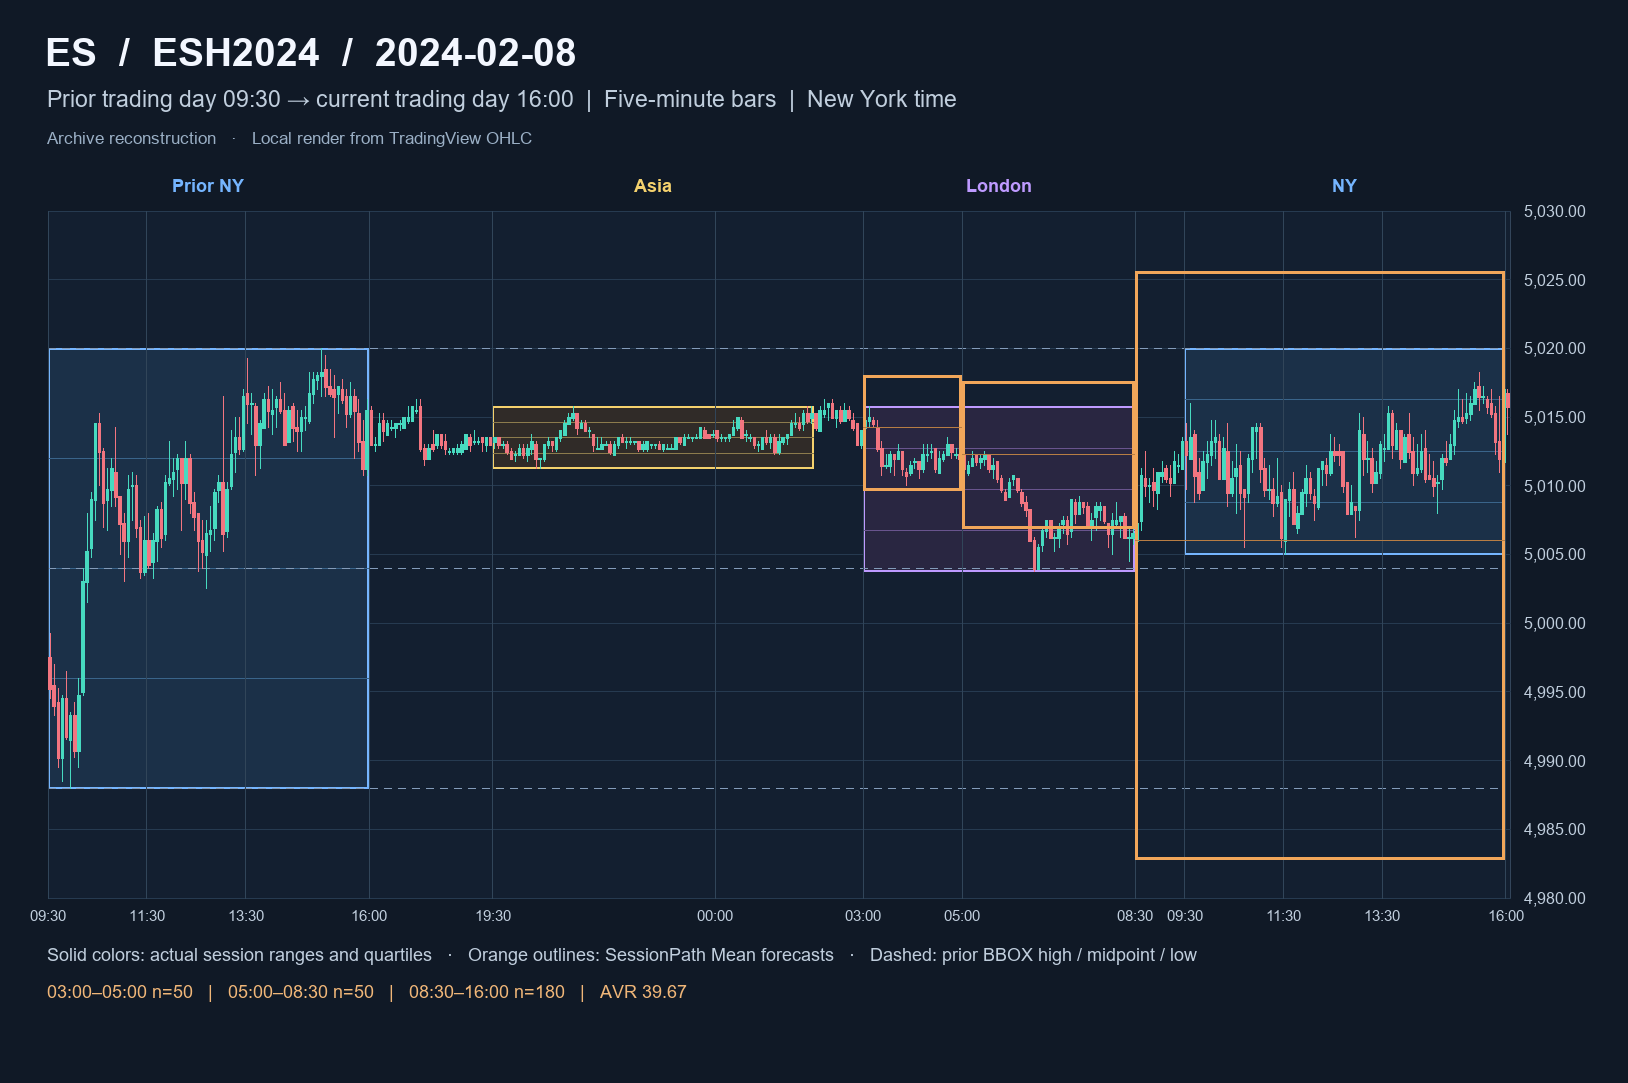 ES / ESH2024 / 2024-02-08
Prior trading day 09:30 → current trading day 16:00 | Five-minute bars | New York time
Archive reconstruction · Local render from TradingView OHLC
Prior NY Asia London NY
5,030.00
5,025.00
5,020.00
5,015.00
5,010.00
5,005.00
5,000.00
4,995.00
4,990.00
4,985.00
4,980.00
09:30 11:30 13:30 16:00 19:30 00:00 03:00 05:00 08:30 09:30 11:30 13:30 16:00
Solid colors: actual session ranges and quartiles · Orange outlines: SessionPath Mean forecasts · Dashed: prior BBOX high / midpoint / low
03:00–05:00 n=50 | 05:00–08:30 n=50 | 08:30–16:00 n=180 | AVR 39.67